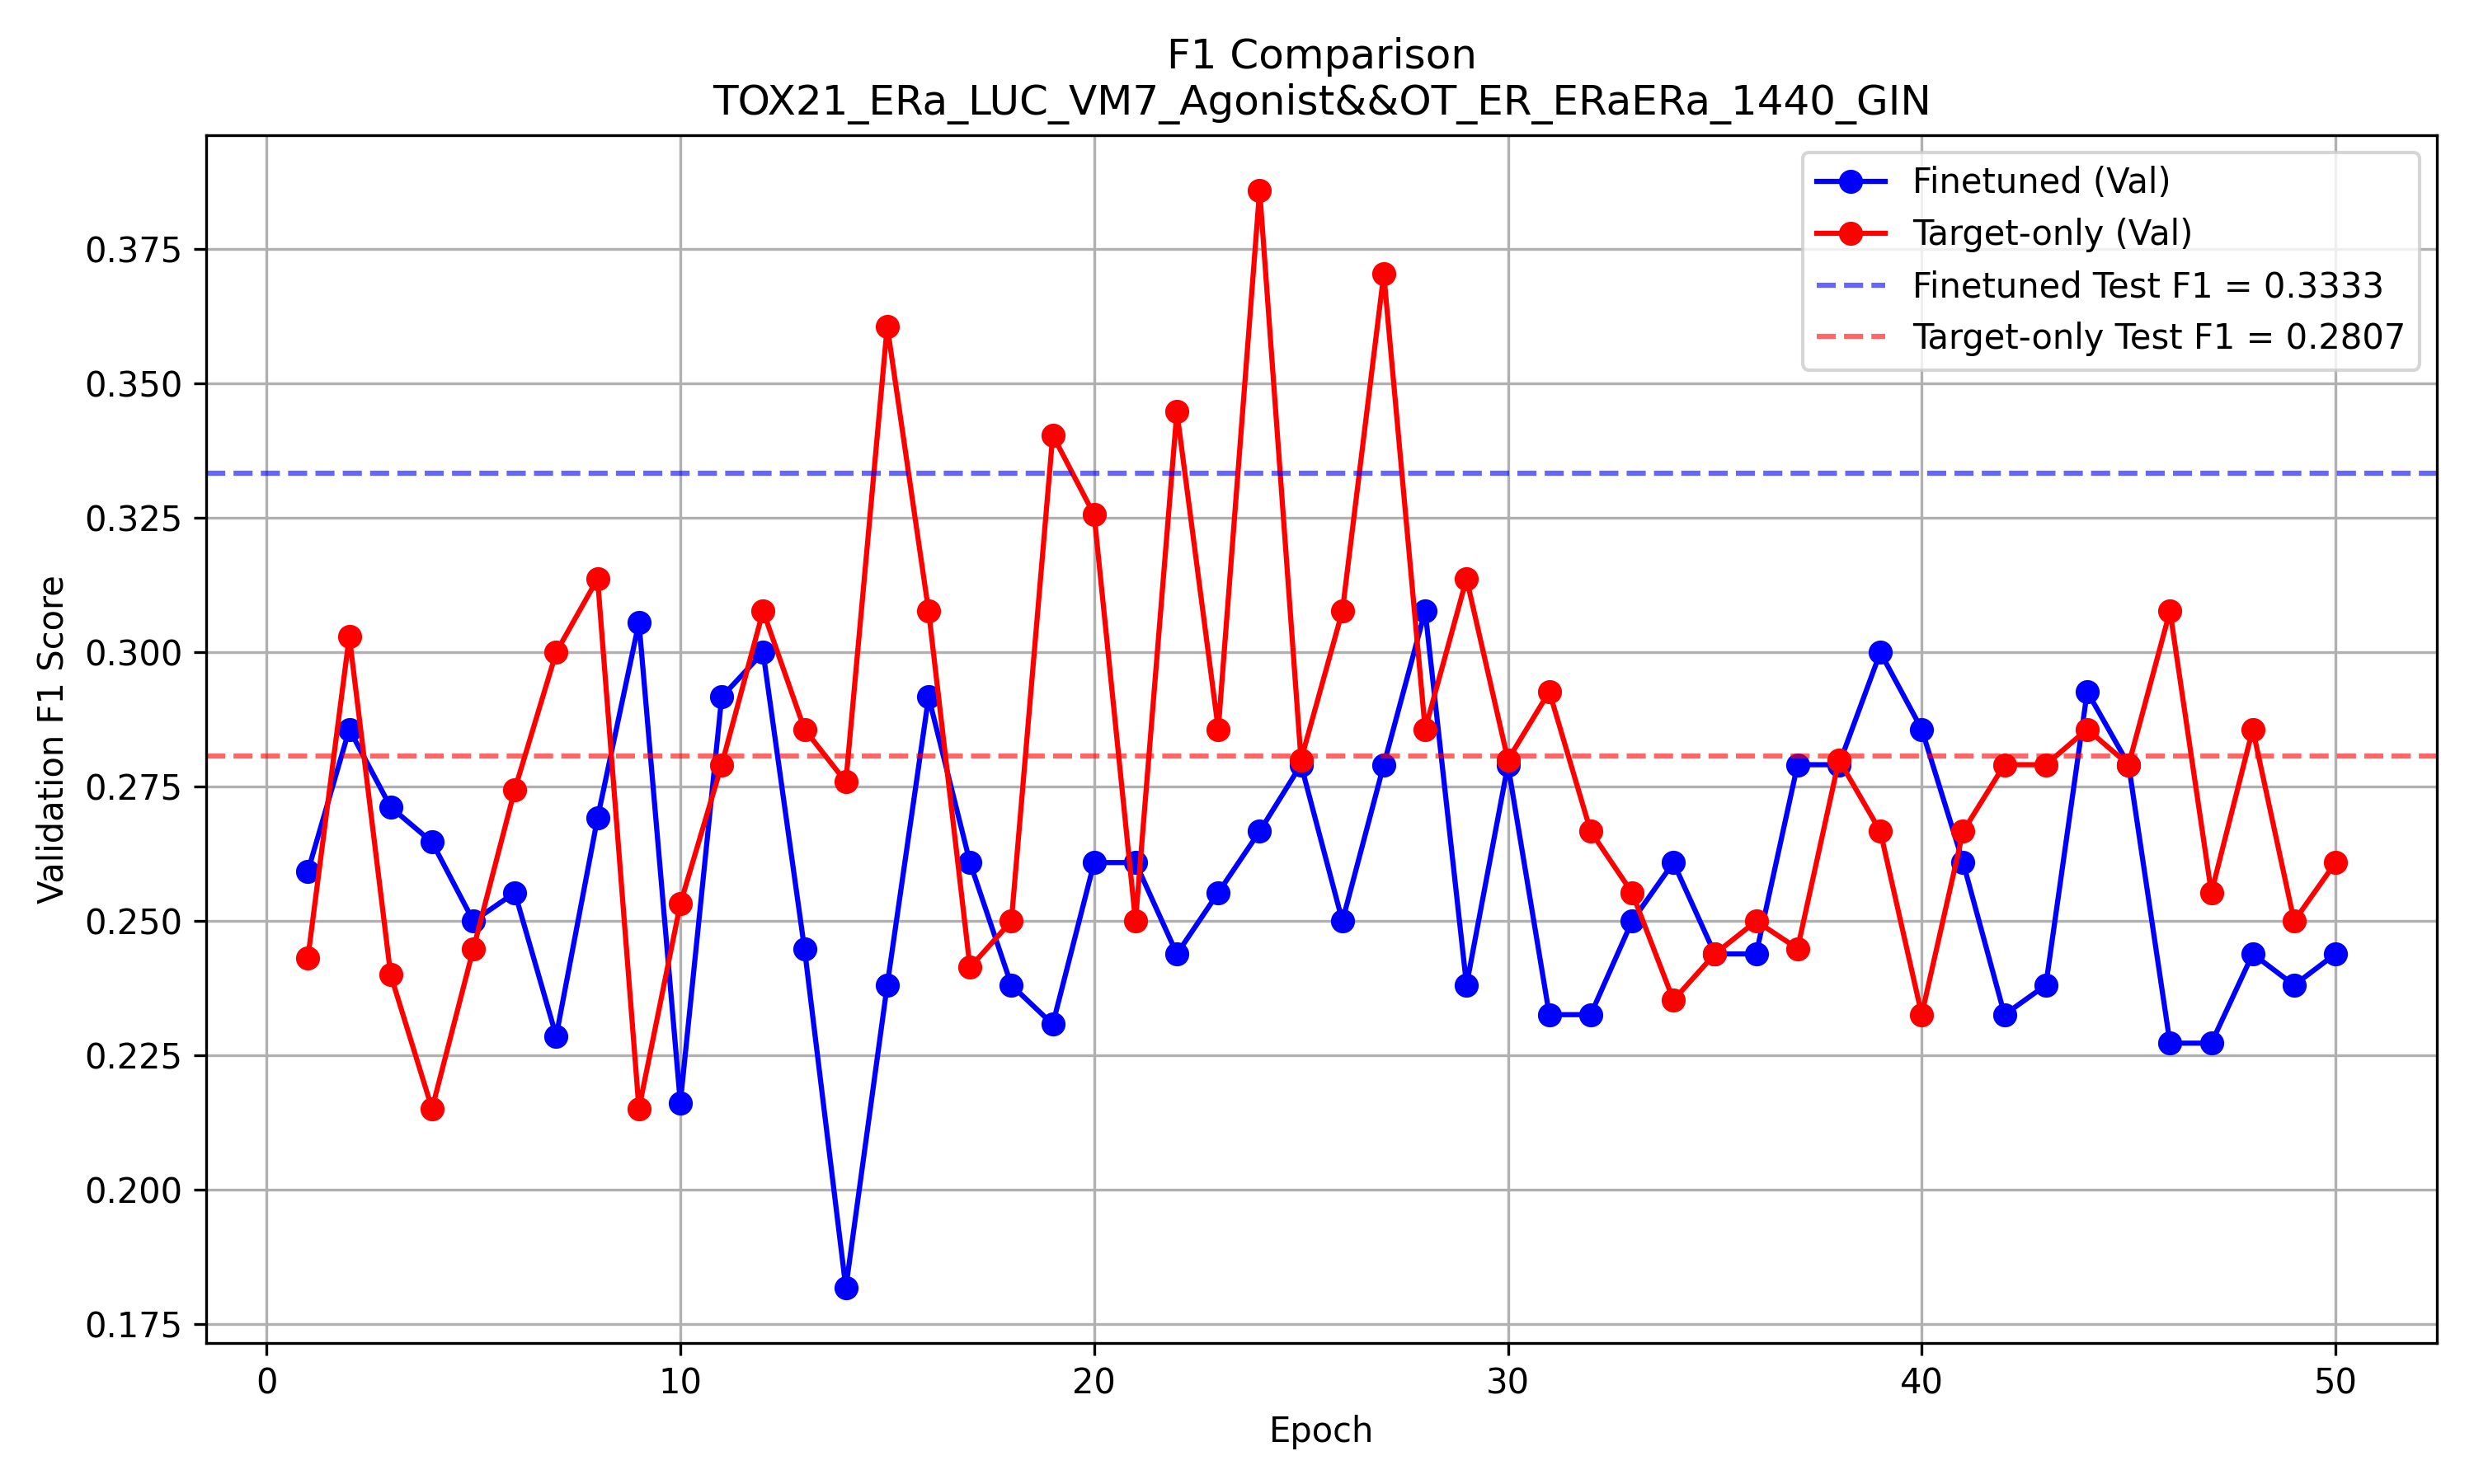 F1 Comparison
TOX21_ERa_LUC_VM7_Agonist&&OT_ER_ERaERa_1440_GIN
Finetuned (Val)
Target-only (Val)
Finetuned Test F1 = 0.3333
Target-only Test F1 = 0.2807
Validation F1 Score
0.375
0.350
0.325
0.300
0.275
0.250
0.225
0.200
0.175
0 10 20 30 40 50
Epoch